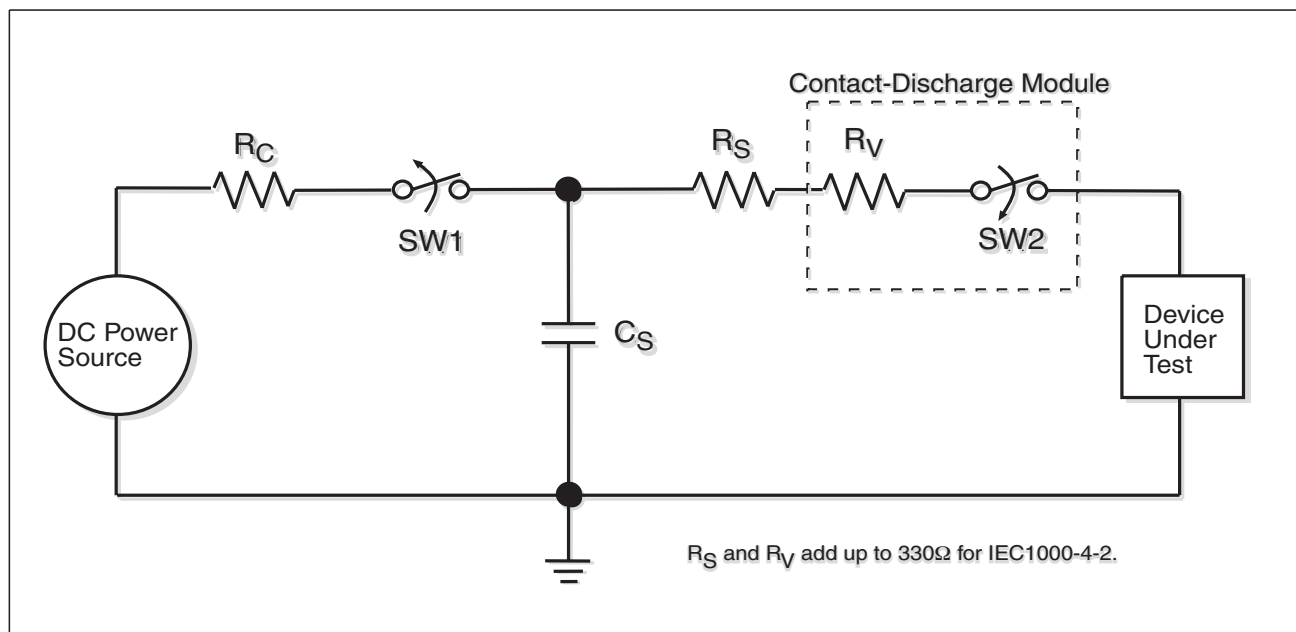 Contact-Discharge Module
RC
RS
RV
SW1
SW2
DC Power
Source
CS
Device
Under
Test
RS and RV add up to 330Ω for IEC1000-4-2.